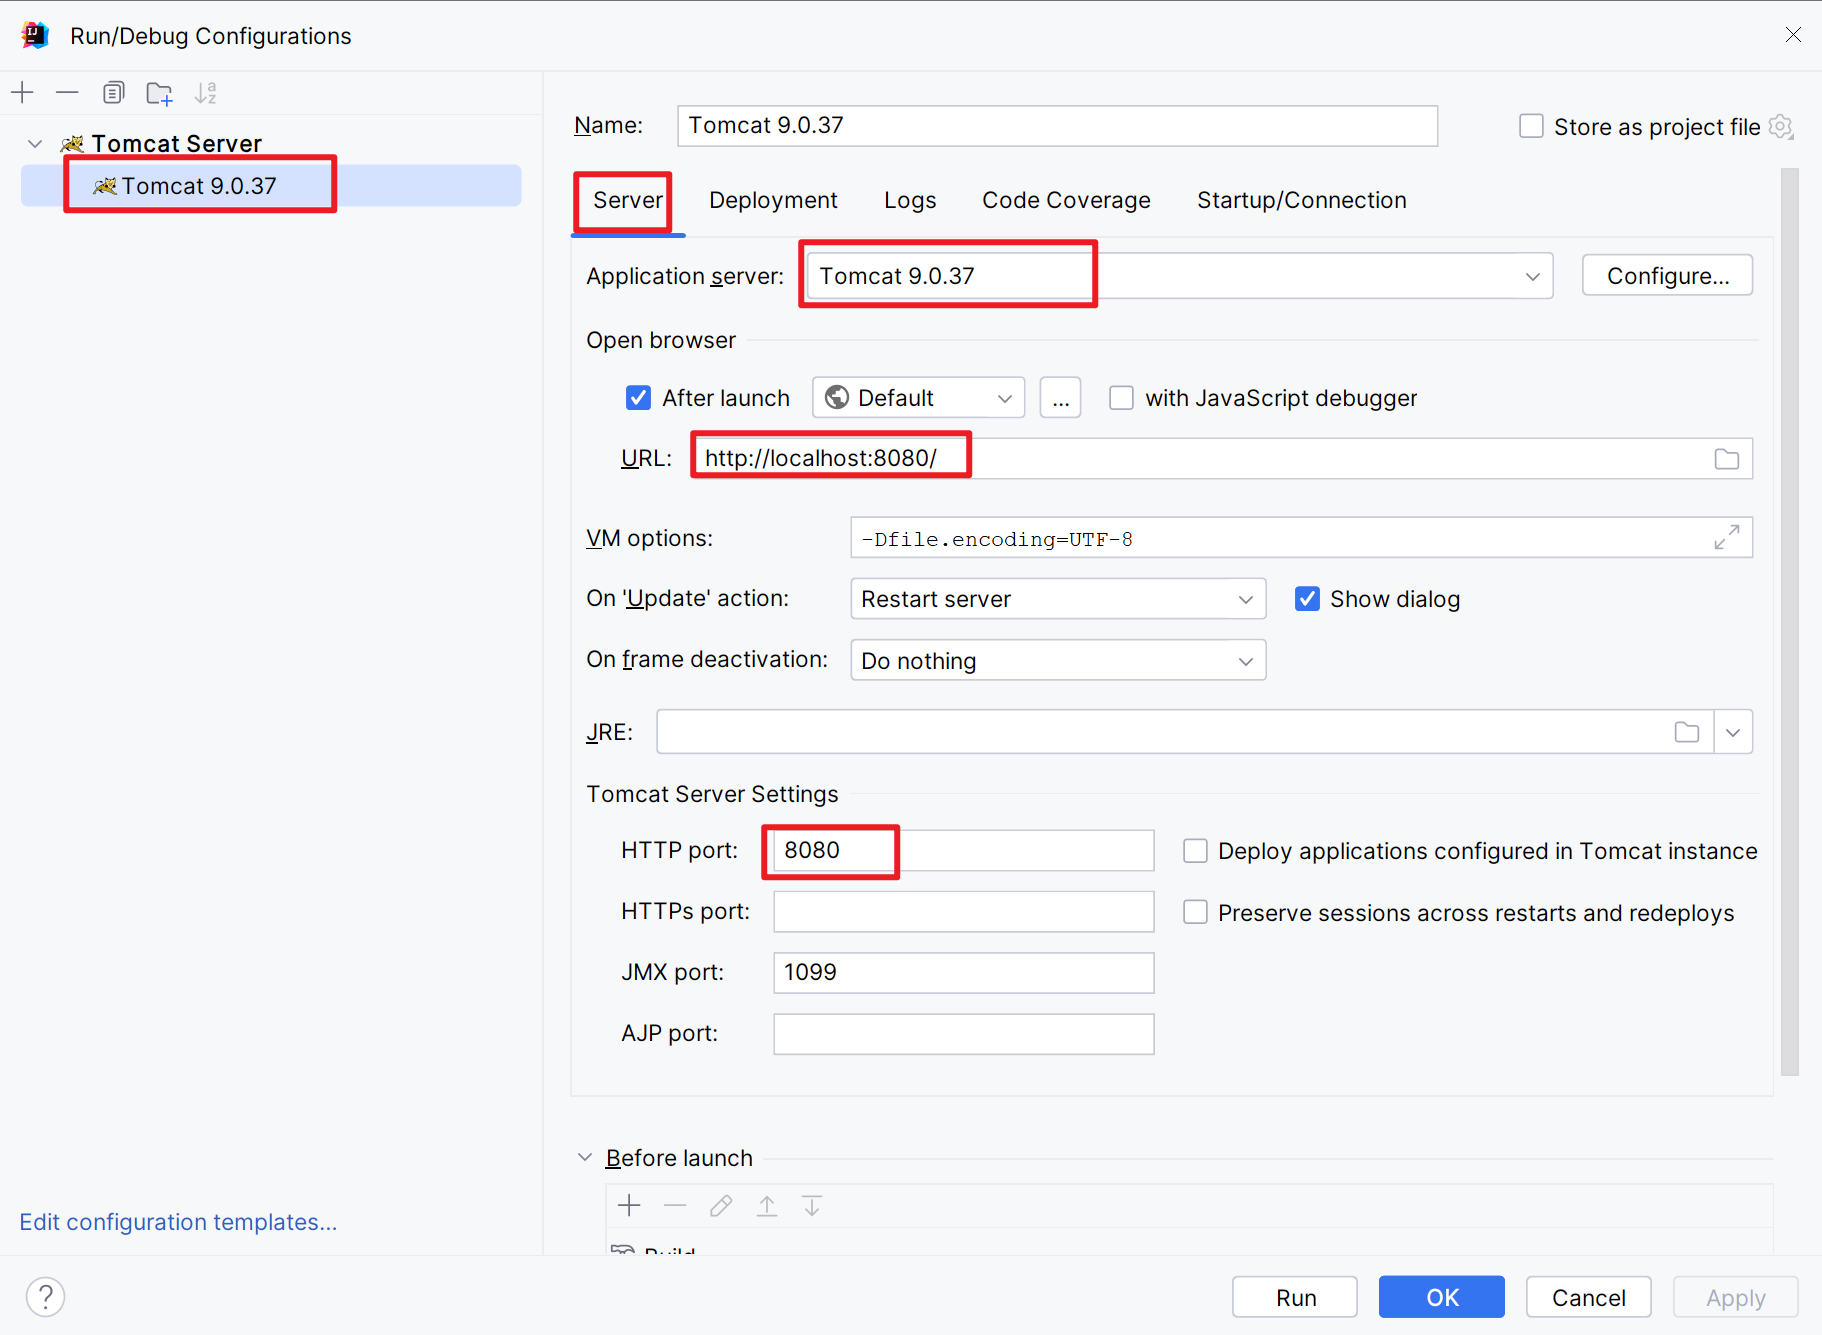 Run/Debug Configurations
Tomcat Server
Tomcat 9.0.37
Edit configuration templates...
Name: Tomcat 9.0.37 Store as project file
Server Deployment Logs Code Coverage Startup/Connection
Application server: Tomcat 9.0.37 Configure...
Open browser
After launch Default ... with JavaScript debugger
URL: http://localhost:8080/
VM options: -Dfile.encoding=UTF-8
On 'Update' action: Restart server Show dialog
On frame deactivation: Do nothing
JRE:
Tomcat Server Settings
HTTP port: 8080 Deploy applications configured in Tomcat instance
HTTPs port: Preserve sessions across restarts and redeploys
JMX port: 1099
AJP port:
Before launch
Build
? Run OK Cancel Apply